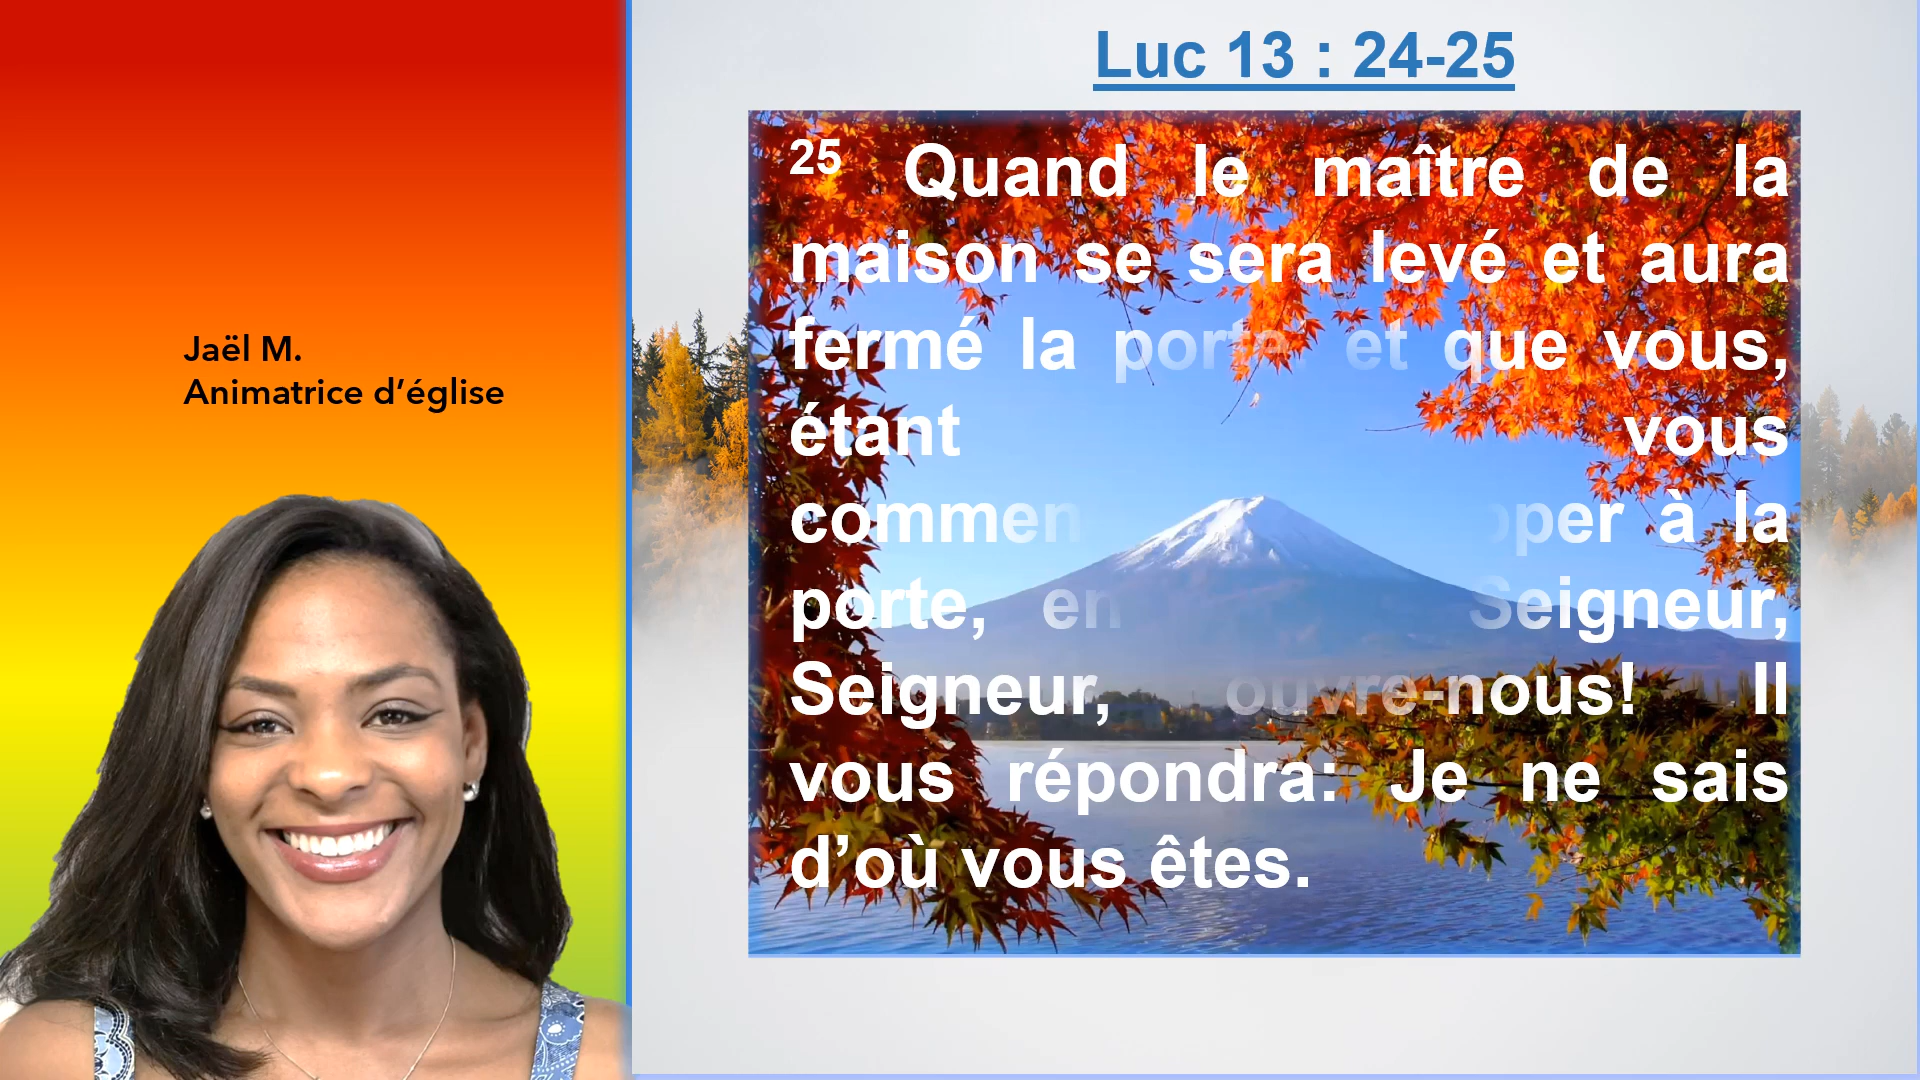 Luc 13 : 24-25
25 Quand le maître de la
maison se sera levé et aura
fermé la porte et que vous,
étant vous
commen pper à la
porte, en Seigneur,
Seigneur, ouvre-nous! Il
vous répondra: Je ne sais
d’où vous êtes.
Jaël M.
Animatrice d’église